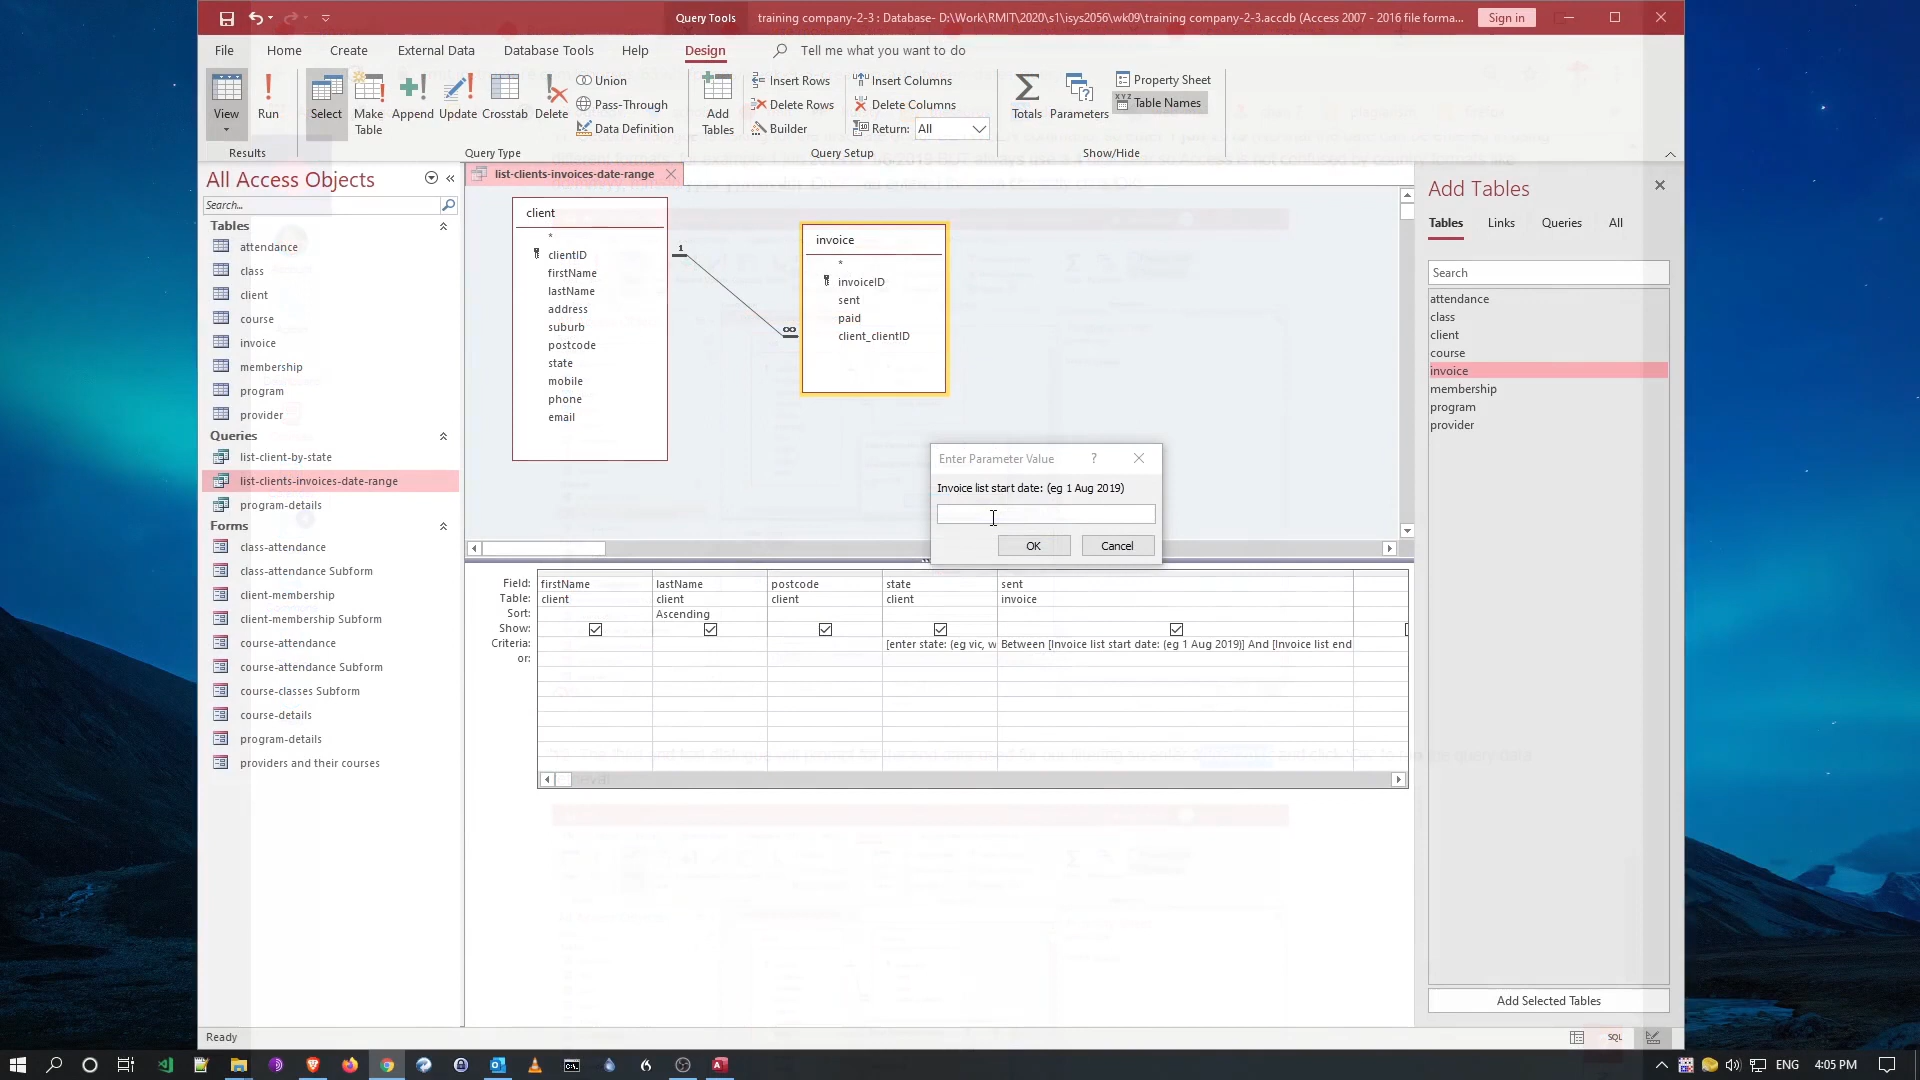 Query Tools
training company-2-3 : Database- D:\Work\RMIT\2020\s1\isys2056\wk09\training company-2-3.accdb (Access 2007 - 2016 file forma...
Sign in
File
Home
Create
External Data
Database Tools
Help
Design
Tell me what you want to do
View
Run
Select
Make
Table
Append
Update
Crosstab
Delete
Union
Pass-Through
Data Definition
Add
Tables
Insert Rows
Delete Rows
Builder
Insert Columns
Delete Columns
Return:
All
Totals
Parameters
Property Sheet
Table Names
Results
Query Type
Query Setup
Show/Hide
All Access Objects
Search...
Tables
attendance
class
client
course
invoice
membership
program
provider
Queries
list-client-by-state
list-clients-invoices-date-range
program-details
Forms
class-attendance
class-attendance Subform
client-membership
client-membership Subform
course-attendance
course-attendance Subform
course-classes Subform
course-details
program-details
providers and their courses
list-clients-invoices-date-range
client
*
clientID
firstName
lastName
address
suburb
postcode
state
mobile
phone
email
1
∞
invoice
*
invoiceID
sent
paid
client_clientID
Enter Parameter Value
?
Invoice list start date: (eg 1 Aug 2019)
OK
Cancel
Field: firstName lastName postcode state sent
Table: client client client client invoice
Sort: Ascending
Show:
Criteria: [enter state: (eg vic, w Between [Invoice list start date: (eg 1 Aug 2019)] And [Invoice list end
or:
Add Tables
Tables
Links
Queries
All
Search
attendance
class
client
course
invoice
membership
program
provider
Add Selected Tables
Ready
SQL
ENG
4:05 PM